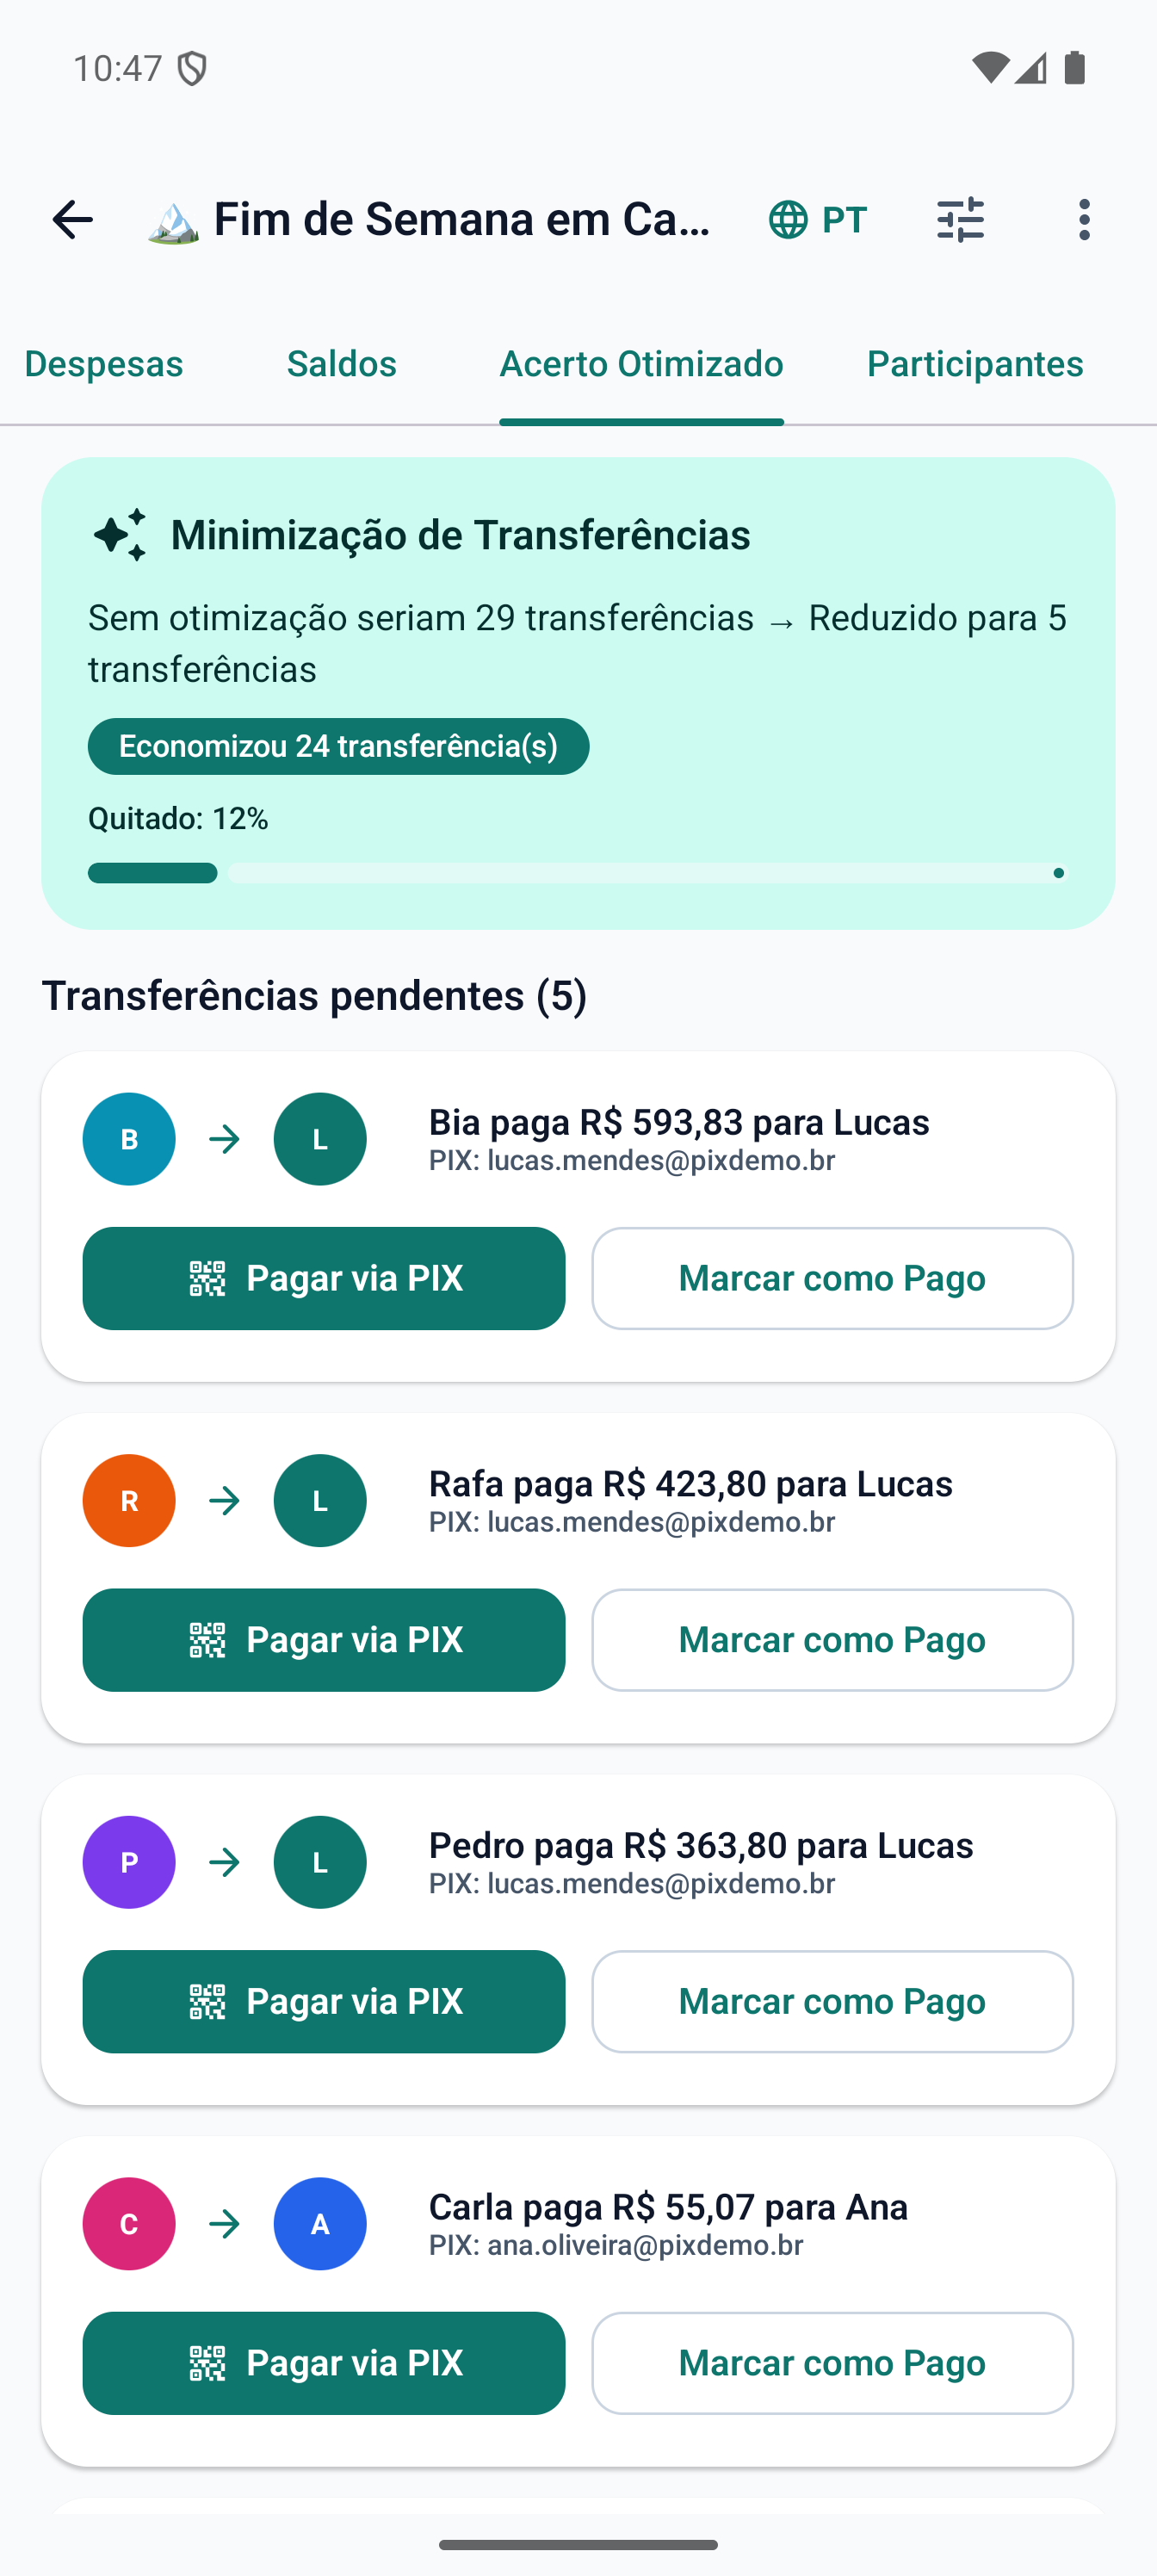 10:47
Fim de Semana em Ca...
PT
Despesas
Saldos
Acerto Otimizado
Participantes
Minimização de Transferências
Sem otimização seriam 29 transferências → Reduzido para 5
transferências
Economizou 24 transferência(s)
Quitado: 12%
Transferências pendentes (5)
B
L
Bia paga R$ 593,83 para Lucas
PIX: lucas.mendes@pixdemo.br
Pagar via PIX
Marcar como Pago
R
L
Rafa paga R$ 423,80 para Lucas
PIX: lucas.mendes@pixdemo.br
Pagar via PIX
Marcar como Pago
P
L
Pedro paga R$ 363,80 para Lucas
PIX: lucas.mendes@pixdemo.br
Pagar via PIX
Marcar como Pago
C
A
Carla paga R$ 55,07 para Ana
PIX: ana.oliveira@pixdemo.br
Pagar via PIX
Marcar como Pago